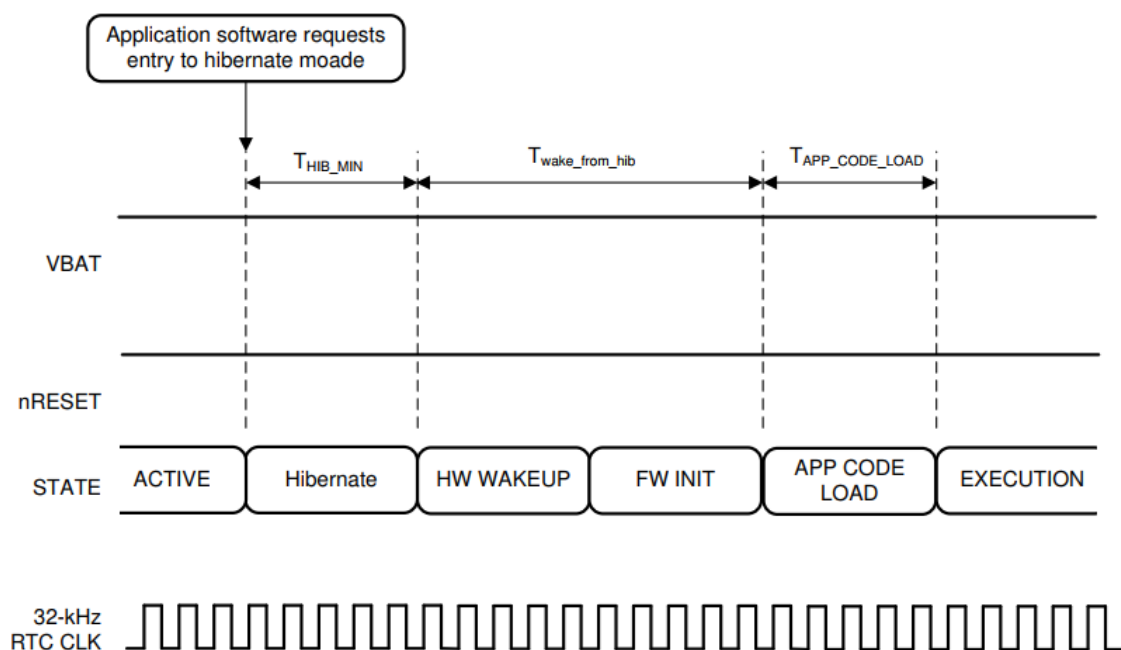 Application software requests
entry to hibernate moade
THIB_MIN
Twake_from_hib
TAPP_CODE_LOAD
VBAT
nRESET
STATE
ACTIVE
Hibernate
HW WAKEUP
FW INIT
APP CODE
LOAD
EXECUTION
32-kHz
RTC CLK